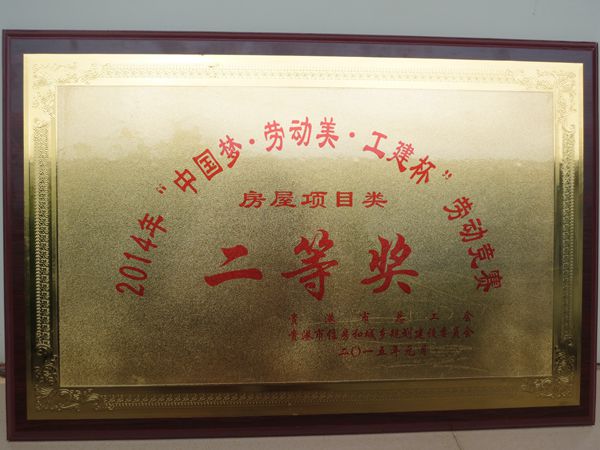 2014年“中国梦·劳动美·工建杯”劳动竞赛
房屋项目类
二等奖
贵港市总工会
贵港市住房和城乡规划建设委员会
二〇一五年元月